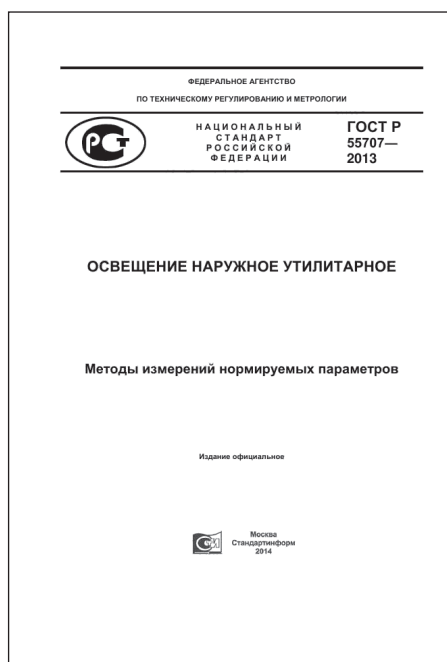 ФЕДЕРАЛЬНОЕ АГЕНТСТВО
ПО ТЕХНИЧЕСКОМУ РЕГУЛИРОВАНИЮ И МЕТРОЛОГИИ
РСТ
НАЦИОНАЛЬНЫЙ
СТАНДАРТ
РОССИЙСКОЙ
ФЕДЕРАЦИИ
ГОСТ Р
55707—
2013
ОСВЕЩЕНИЕ НАРУЖНОЕ УТИЛИТАРНОЕ
Методы измерений нормируемых параметров
Издание официальное
Москва
Стандартинформ
2014